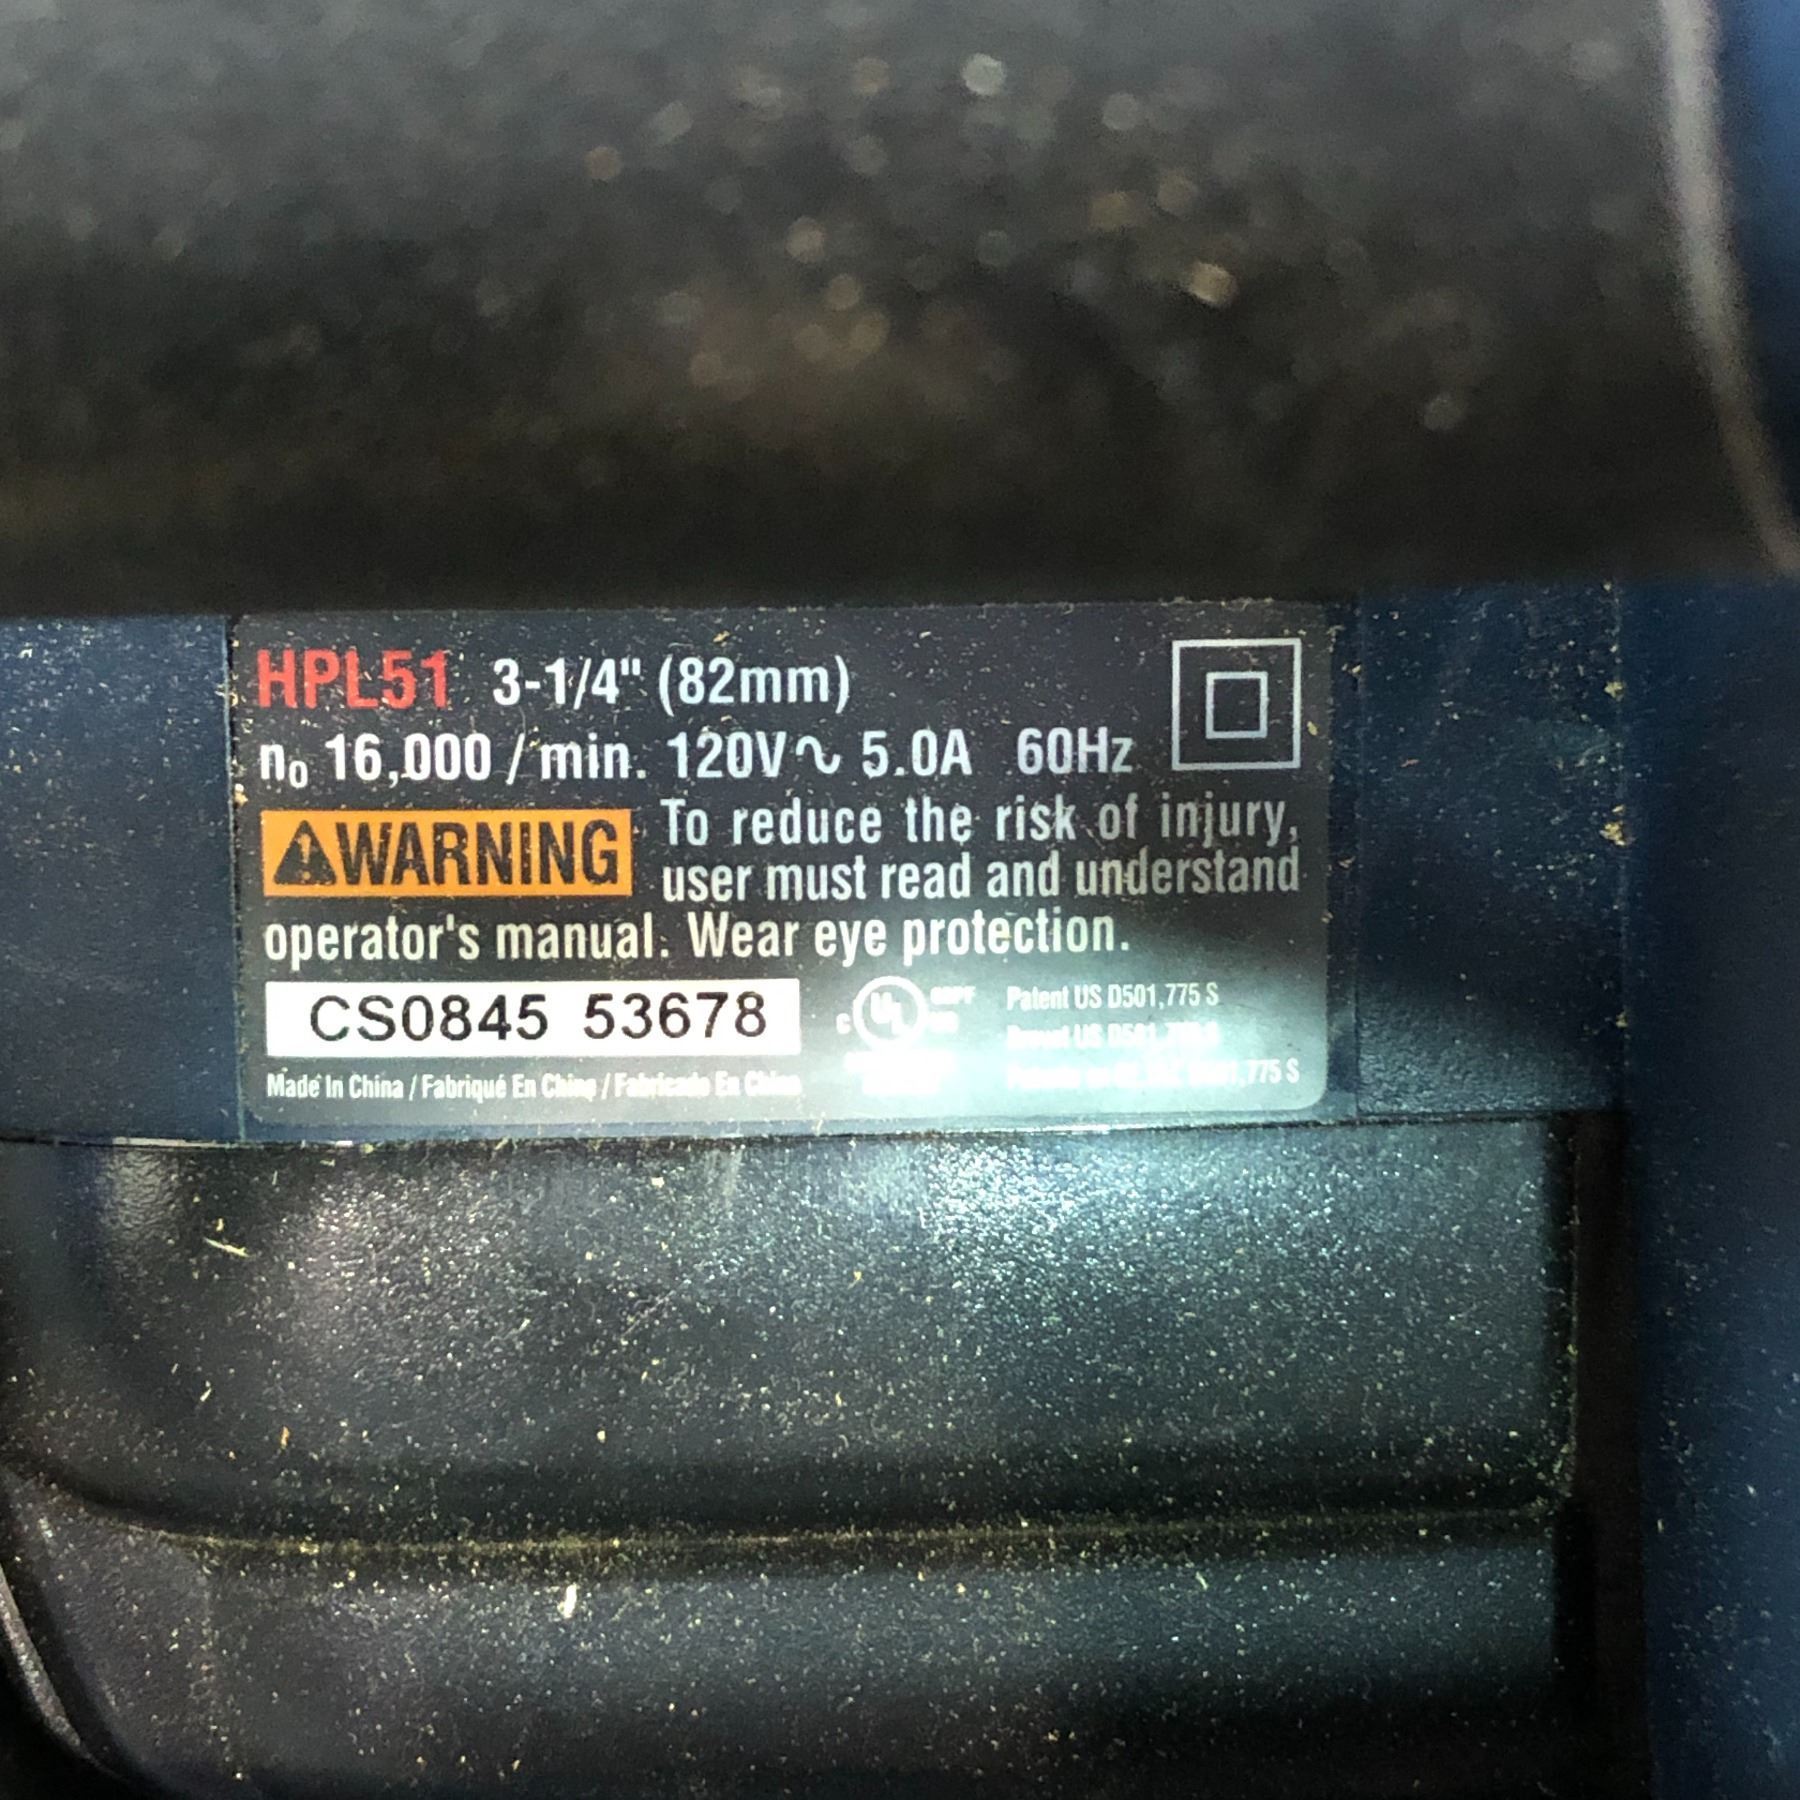 HPL51 3-1/4" (82mm)
n₀ 16,000 / min. 120V∿ 5.0A 60Hz
WARNING To reduce the risk of injury,
user must read and understand
operator's manual. Wear eye protection.
CS0845 53678
C UL
Patent US D501,775 S
Made In China / Fabriqué En Chine / Fabricado En China